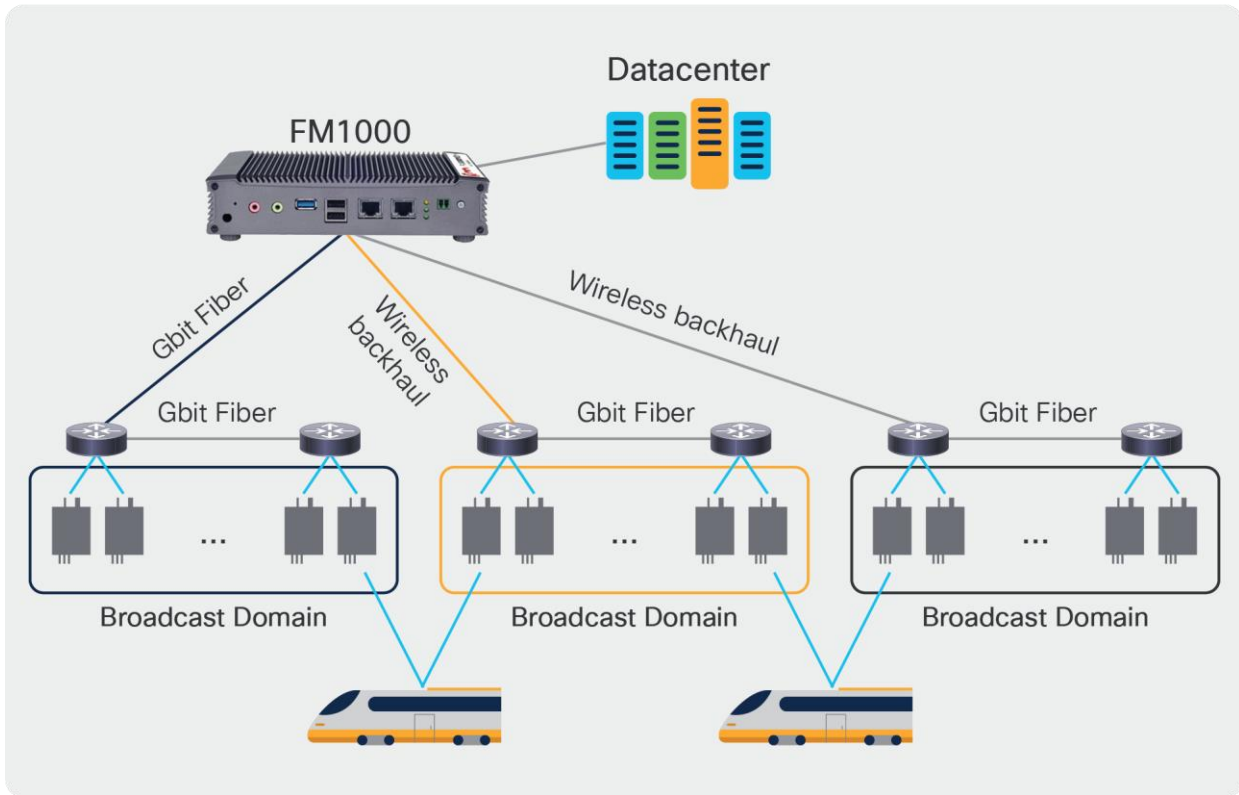 Datacenter
FM1000
Gbit Fiber
Wireless
backhaul
Wireless backhaul
Gbit Fiber
Gbit Fiber
Gbit Fiber
...
...
...
Broadcast Domain
Broadcast Domain
Broadcast Domain